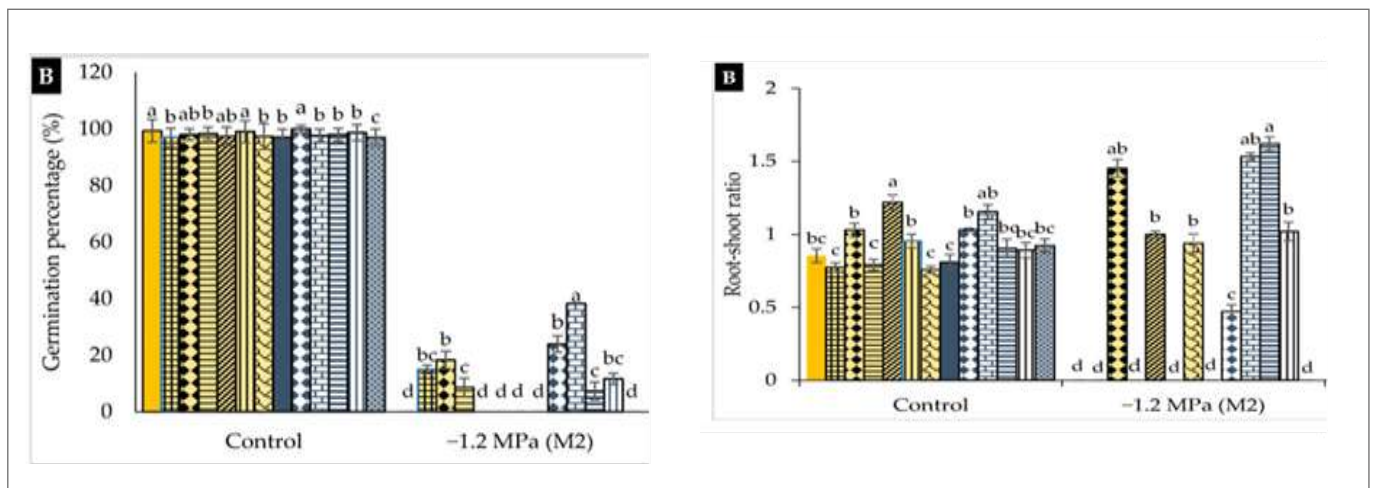 B
Germination percentage (%)
120
100
80
60
40
20
0
a b ab b ab a b b a b b b c
d bc b c d d d d b a c bc d
Control
−1.2 MPa (M2)
B
Root-shoot ratio
2
1.5
1
0.5
0
bc c b c a b c c b ab bc bc bc
d d ab d b d b d c ab a b d
Control
−1.2 MPa (M2)